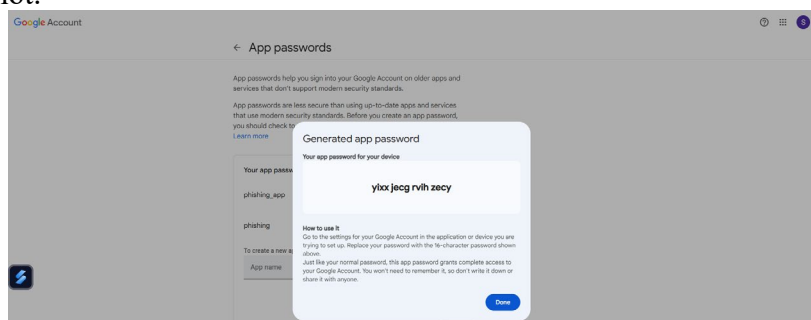 not.
Google Account
S
← App passwords
App passwords help you sign into your Google Account on older apps and
services that don't support modern security standards.
App passwords are less secure than using up-to-date apps and services
that use modern security standards. Before you create an app password,
you should check to
Learn more
Your app passw
phishing_app
phishing
To create a new a
App name
Generated app password
Your app password for your device
yixx jecg rvih zecy
How to use it
Go to the settings for your Google Account in the application or device you are
trying to set up. Replace your password with the 16-character password shown
above.
Just like your normal password, this app password grants complete access to
your Google Account. You won't need to remember it, so don't write it down or
share it with anyone.
Done